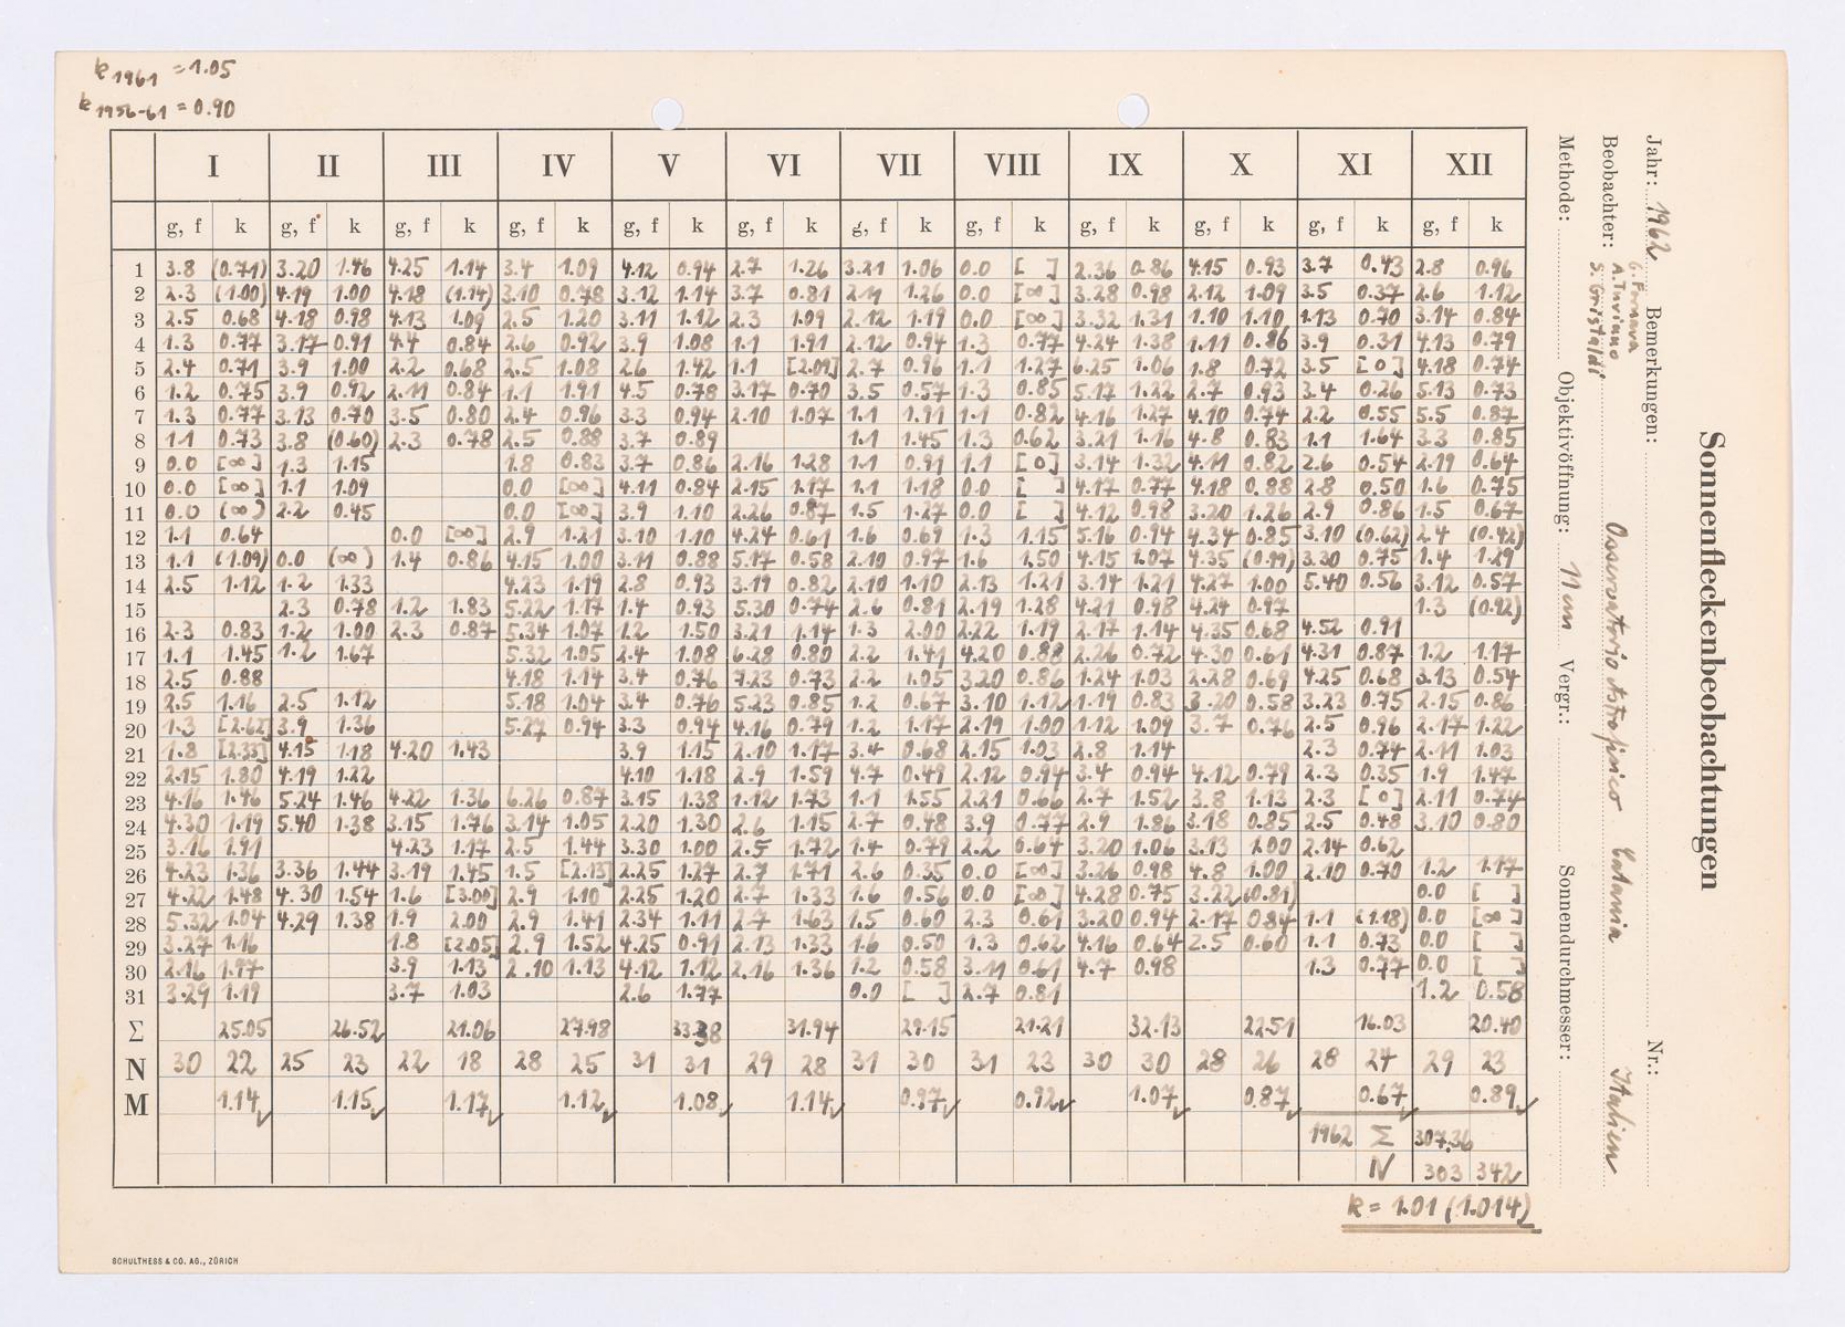 k 1961 = 1.05
k 1956-61 = 0.90
I II III IV V VI VII VIII IX X XI XII
g, f k g, f k g, f k g, f k g, f k g, f k g, f k g, f k g, f k g, f k g, f k g, f k
1 3.8 (0.71) 3.20 1.46 4.25 1.14 3.4 1.09 4.12 0.94 2.7 1.26 3.21 1.06 0.0 [ ] 2.36 0.86 4.15 0.93 3.7 0.43 2.8 0.96
2 2.3 (1.00) 4.19 1.00 4.18 (1.14) 3.10 0.78 3.12 1.14 3.7 0.81 2.11 1.26 0.0 [∞] 3.28 0.98 2.12 1.09 3.5 0.37 2.6 1.12
3 2.5 0.68 4.18 0.98 4.13 1.09 2.5 1.20 3.11 1.12 2.3 1.09 2.12 1.19 0.0 [∞] 3.32 1.31 1.10 1.10 1.13 0.70 3.14 0.84
4 1.3 0.77 3.17 0.91 4.4 0.84 2.6 0.92 3.9 1.08 1.1 1.91 2.12 0.94 1.3 0.77 4.24 1.38 1.11 0.86 3.9 0.31 4.13 0.79
5 2.4 0.71 3.9 1.00 2.2 0.68 2.5 1.08 2.6 1.42 1.1 [2.09] 2.7 0.96 1.1 1.27 6.25 1.06 1.8 0.72 3.5 [0] 4.18 0.74
6 1.2 0.75 3.9 0.92 2.11 0.84 1.1 1.91 4.5 0.78 3.17 0.70 3.5 0.57 1.3 0.85 5.17 1.22 2.7 0.93 3.4 0.26 5.13 0.73
7 1.3 0.77 3.13 0.70 3.5 0.80 2.4 0.96 3.3 0.94 2.10 1.07 1.1 1.91 1.1 0.82 4.16 1.27 4.10 0.74 2.2 0.55 5.5 0.87
8 1.1 0.73 3.8 (0.60) 2.3 0.78 2.5 0.88 3.7 0.89 1.1 1.45 1.3 0.62 3.21 1.16 4.8 0.83 1.1 1.64 3.3 0.85
9 0.0 [∞] 1.3 1.15 1.8 0.83 3.7 0.86 2.16 1.28 1.1 0.91 1.1 [0] 3.14 1.32 4.11 0.82 2.6 0.54 2.19 0.64
10 0.0 [∞] 1.1 1.09 0.0 [∞] 4.11 0.84 2.15 1.17 1.1 1.18 0.0 [ ] 4.17 0.77 4.18 0.88 2.8 0.50 1.6 0.75
11 0.0 (∞) 2.2 0.45 0.0 [∞] 3.9 1.10 2.26 0.87 1.5 1.27 0.0 [ ] 4.12 0.98 3.20 1.26 2.9 0.86 1.5 0.67
12 1.1 0.64 0.0 [∞] 2.9 1.21 3.10 1.10 4.24 0.61 1.6 0.69 1.3 1.15 5.16 0.94 4.34 0.85 3.10 (0.62) 2.4 (0.42)
13 1.1 (1.09) 0.0 (∞) 1.4 0.86 4.15 1.00 3.11 0.88 5.17 0.58 2.10 0.97 1.6 1.50 4.15 1.07 4.35 (0.99) 3.30 0.75 1.4 1.29
14 2.5 1.12 1.2 1.33 4.23 1.19 2.8 0.93 3.19 0.82 2.10 1.10 2.13 1.21 3.14 1.21 4.27 1.00 5.40 0.56 3.12 0.57
15 2.3 0.78 1.2 1.83 5.22 1.17 1.4 0.93 5.30 0.74 2.6 0.81 2.19 1.28 4.21 0.98 4.24 0.97 1.3 (0.92)
16 2.3 0.83 1.2 1.00 2.3 0.87 5.34 1.07 1.2 1.50 3.21 1.14 1.3 2.00 2.22 1.19 2.17 1.14 4.35 0.68 4.52 0.91
17 1.1 1.45 1.2 1.67 5.32 1.05 2.4 1.08 6.28 0.80 2.2 1.41 4.20 0.88 2.26 0.72 4.30 0.61 4.31 0.87 1.2 1.17
18 2.5 0.88 4.18 1.14 3.4 0.76 7.23 0.73 2.2 1.05 3.20 0.86 1.24 1.03 2.28 0.69 4.25 0.68 3.13 0.54
19 2.5 1.16 2.5 1.12 5.18 1.04 3.4 0.76 5.23 0.85 1.2 0.67 3.10 1.12 1.19 0.83 3.20 0.58 3.23 0.75 2.15 0.86
20 1.3 [2.62] 3.9 1.36 5.27 0.94 3.3 0.94 4.16 0.79 1.2 1.17 2.19 1.00 1.12 1.09 3.7 0.76 2.5 0.96 2.17 1.22
21 1.8 [2.33] 4.15 1.18 4.20 1.43 3.9 1.15 2.10 1.17 3.4 0.68 2.15 1.03 2.8 1.14 2.3 0.74 2.11 1.03
22 2.15 1.80 4.19 1.22 4.10 1.18 2.9 1.59 4.7 0.49 2.12 0.94 3.4 0.94 4.12 0.79 2.3 0.35 1.9 1.47
23 4.16 1.46 5.24 1.46 4.22 1.36 6.26 0.87 3.15 1.38 1.12 1.73 1.1 1.55 2.21 0.66 2.7 1.52 3.8 1.13 2.3 [0] 2.11 0.74
24 4.30 1.19 5.40 1.38 3.15 1.76 3.14 1.05 2.20 1.30 2.6 1.15 2.7 0.48 3.9 0.77 2.9 1.86 3.18 0.85 2.5 0.48 3.10 0.80
25 3.16 1.91 4.23 1.17 2.5 1.44 3.30 1.00 2.5 1.72 1.4 0.79 2.2 0.64 3.20 1.06 3.13 1.00 2.14 0.62
26 4.23 1.36 3.36 1.44 3.19 1.45 1.5 [2.13] 2.25 1.27 2.7 1.71 2.6 0.35 0.0 [∞] 3.26 0.98 4.8 1.00 2.10 0.70 1.2 1.17
27 4.22 1.48 4.30 1.54 1.6 [3.00] 2.9 1.10 2.25 1.20 2.7 1.33 1.6 0.56 0.0 [∞] 4.28 0.75 3.22 (0.81) 0.0 [ ]
28 5.32 1.04 4.29 1.38 1.9 2.00 2.9 1.41 2.34 1.11 2.7 1.63 1.5 0.60 2.3 0.61 3.20 0.94 2.17 0.84 1.1 (1.18) 0.0 [∞]
29 3.27 1.16 1.8 [2.05] 2.9 1.52 4.25 0.91 2.13 1.33 1.6 0.50 1.3 0.62 4.16 0.64 2.5 0.60 1.1 0.73 0.0 [ ]
30 2.16 1.97 3.9 1.13 2.10 1.13 4.12 1.12 2.16 1.36 1.2 0.58 3.11 0.61 4.7 0.98 1.3 0.77 0.0 [ ]
31 3.29 1.19 3.7 1.03 2.6 1.77 0.0 [ ] 2.7 0.81 1.2 0.58
Σ 25.05 26.52 21.06 27.98 33.38 31.94 29.15 21.21 32.13 22.51 16.03 20.40
N 30 22 25 23 22 18 28 25 31 31 29 28 31 30 31 23 30 30 28 26 28 24 29 23
M 1.14 1.15 1.17 1.12 1.08 1.14 0.97 0.92 1.07 0.87 0.67 0.89
1962 Σ 307.36
N 303 342
k = 1.01 (1.014)
SCHULTHESS & CO. AG., ZÜRICH
Sonnenfleckenbeobachtungen
Jahr: 1962 Bemerkungen: Nr.:
G. Fornava
A. Tuvino
S. Cristaldi
Beobachter: Osservatorio Astrofisico Catania Italien
Methode: Objektivöffnung: 11 cm Vergr.: Sonnendurchmesser: